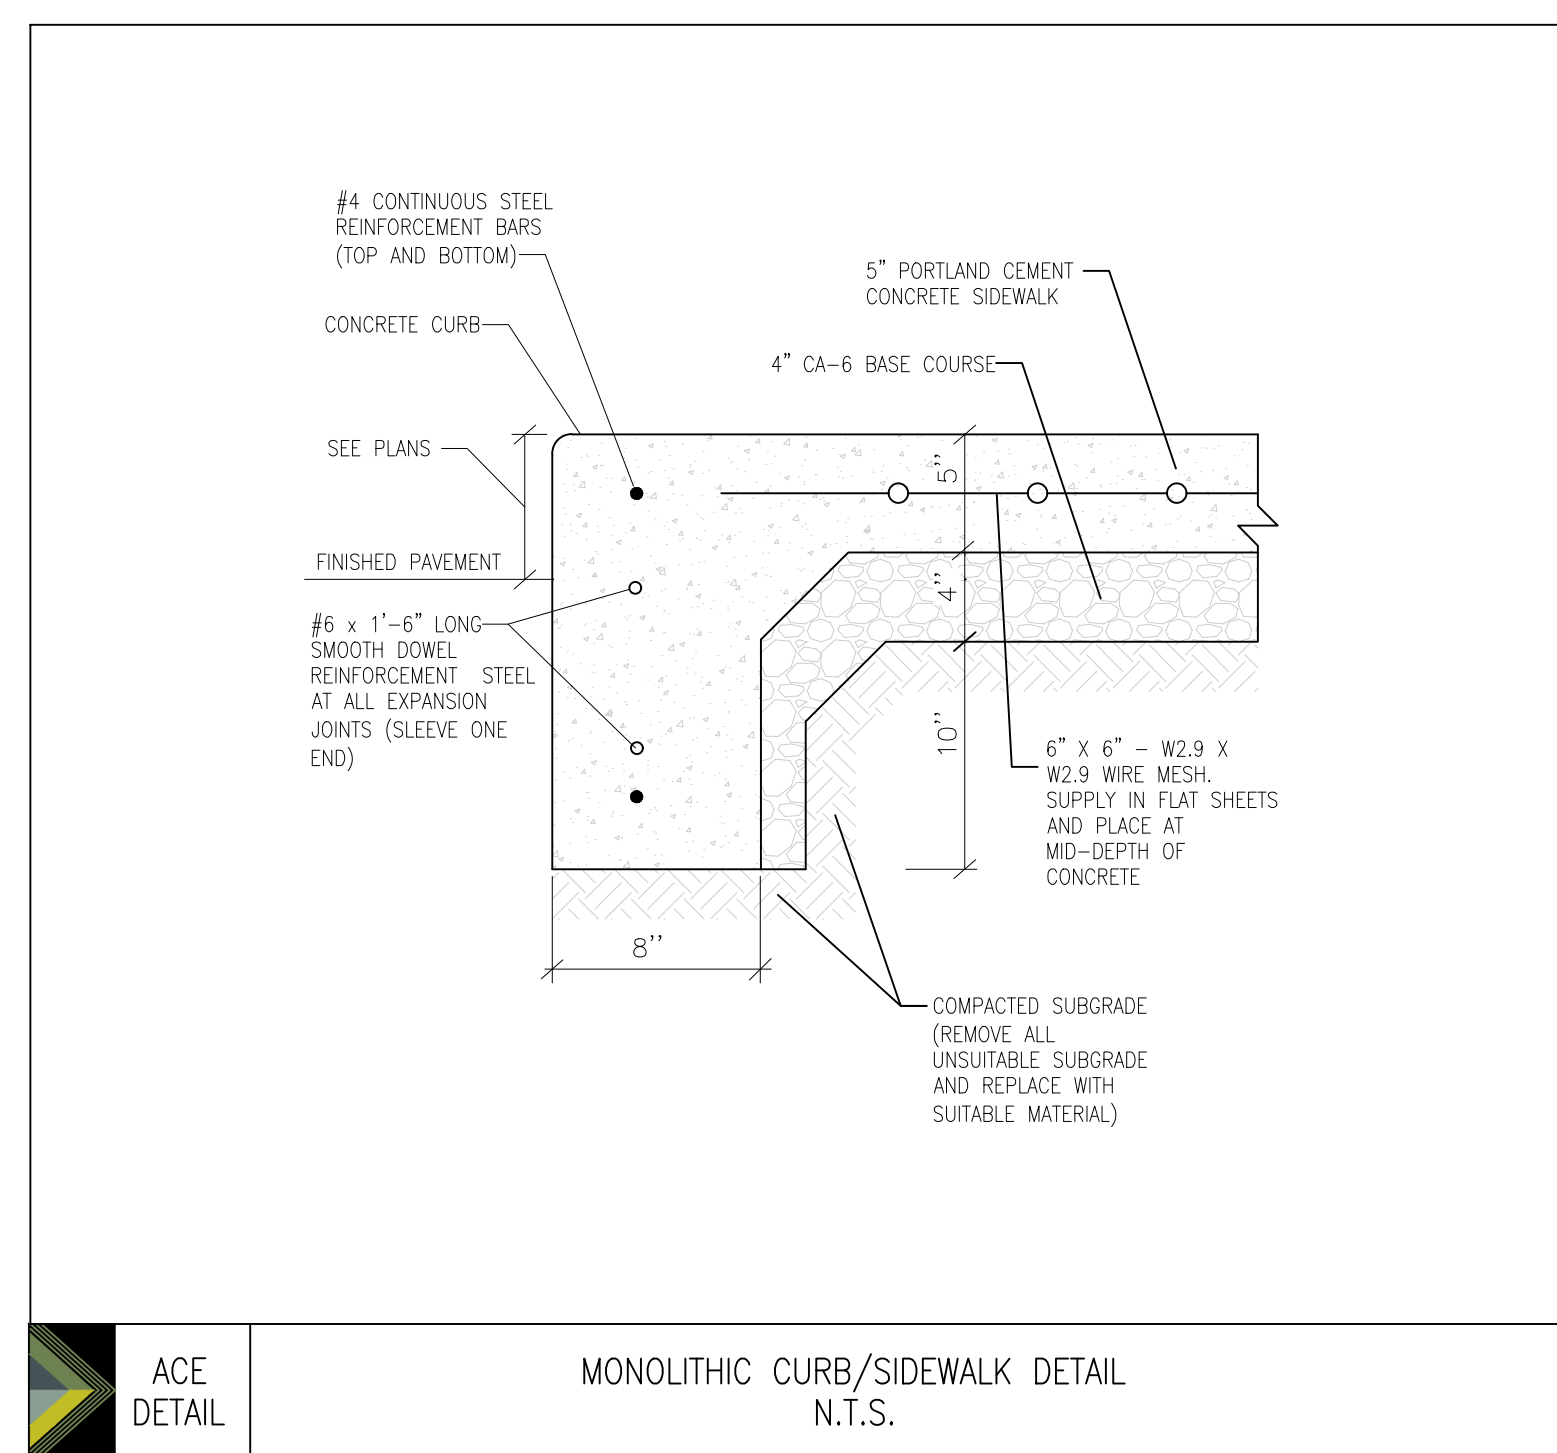 #4 CONTINUOUS STEEL
REINFORCEMENT BARS
(TOP AND BOTTOM)
5" PORTLAND CEMENT
CONCRETE SIDEWALK
CONCRETE CURB
4" CA-6 BASE COURSE
SEE PLANS
5''
FINISHED PAVEMENT
4''
#6 x 1'-6" LONG
SMOOTH DOWEL
REINFORCEMENT STEEL
AT ALL EXPANSION
JOINTS (SLEEVE ONE
END)
10''
6" X 6" - W2.9 X
W2.9 WIRE MESH.
SUPPLY IN FLAT SHEETS
AND PLACE AT
MID-DEPTH OF
CONCRETE
8''
COMPACTED SUBGRADE
(REMOVE ALL
UNSUITABLE SUBGRADE
AND REPLACE WITH
SUITABLE MATERIAL)
ACE
DETAIL
MONOLITHIC CURB/SIDEWALK DETAIL
N.T.S.